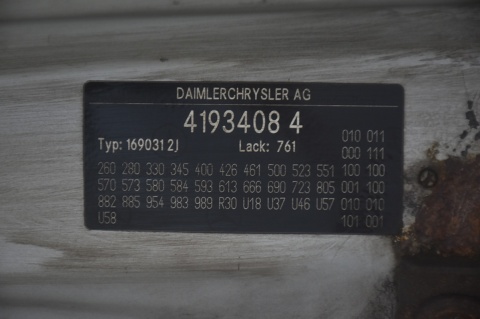 DAIMLERCHRYSLER AG
4193408 4
Typ: 1690312J Lack: 761
010 011
000 111
260 280 330 345 400 426 461 500 523 551 100 100
570 573 580 584 593 613 666 690 723 805 001 100
882 885 954 983 989 R30 U18 U37 U46 U57 010 010
U58 101 001